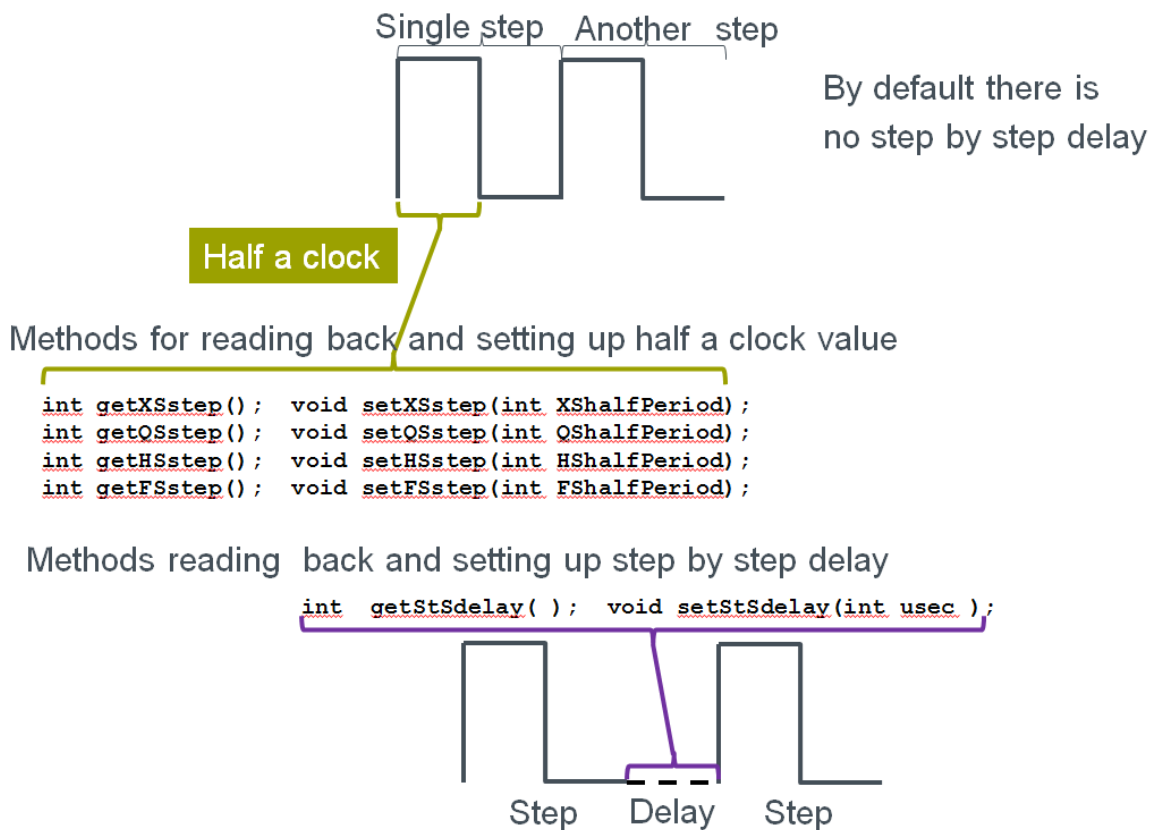 Single step Another step
By default there is
no step by step delay
Half a clock
Methods for reading back and setting up half a clock value
int getXSstep(); void setXSstep(int XShalfPeriod);
int getQSstep(); void setQSstep(int QShalfPeriod);
int getHSstep(); void setHSstep(int HShalfPeriod);
int getFSstep(); void setFSstep(int FShalfPeriod);
Methods reading back and setting up step by step delay
int getStSdelay( ); void setStSdelay(int usec );
Step Delay Step